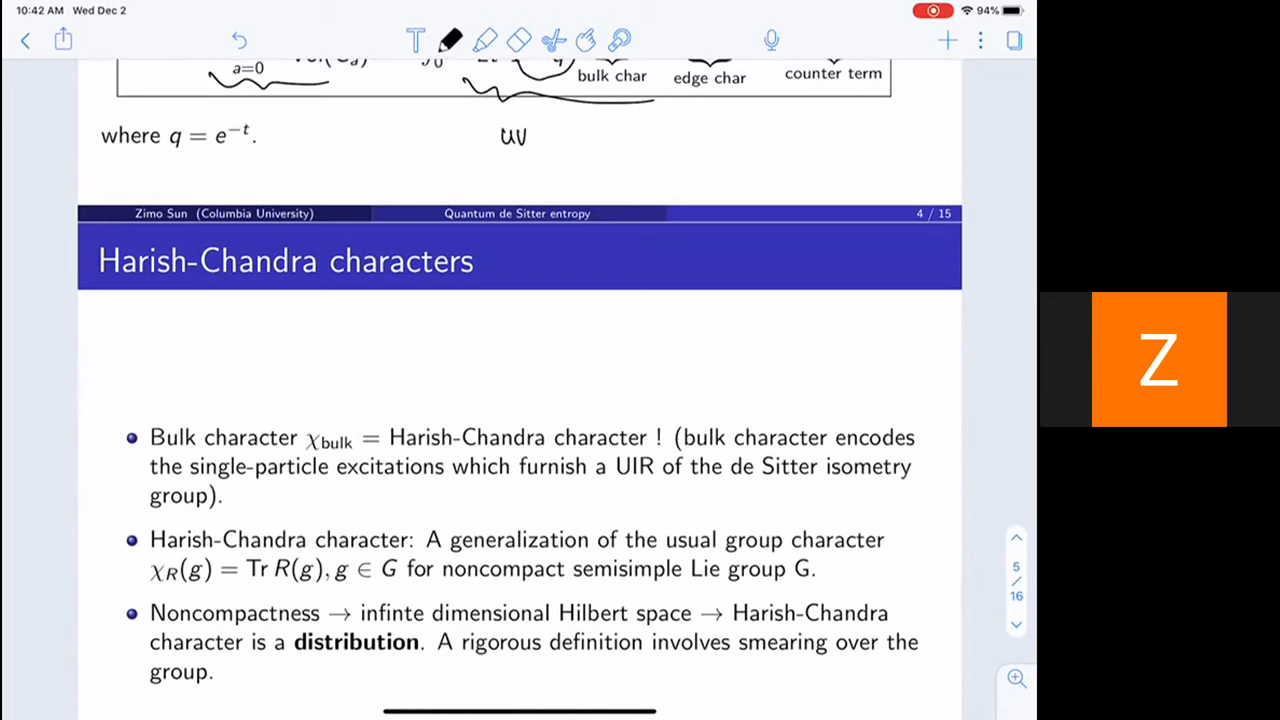 10:42 AM Wed Dec 2
94%
a=0
bulk char
edge char
counter term
where q = e^{-t}.
UV
Zimo Sun (Columbia University)
Quantum de Sitter entropy
4 / 15
Harish-Chandra characters
Bulk character χ_bulk = Harish-Chandra character ! (bulk character encodes
the single-particle excitations which furnish a UIR of the de Sitter isometry
group).
Harish-Chandra character: A generalization of the usual group character
χ_R(g) = Tr R(g), g ∈ G for noncompact semisimple Lie group G.
Noncompactness → infinte dimensional Hilbert space → Harish-Chandra
character is a distribution. A rigorous definition involves smearing over the
group.
5
/
16
Z